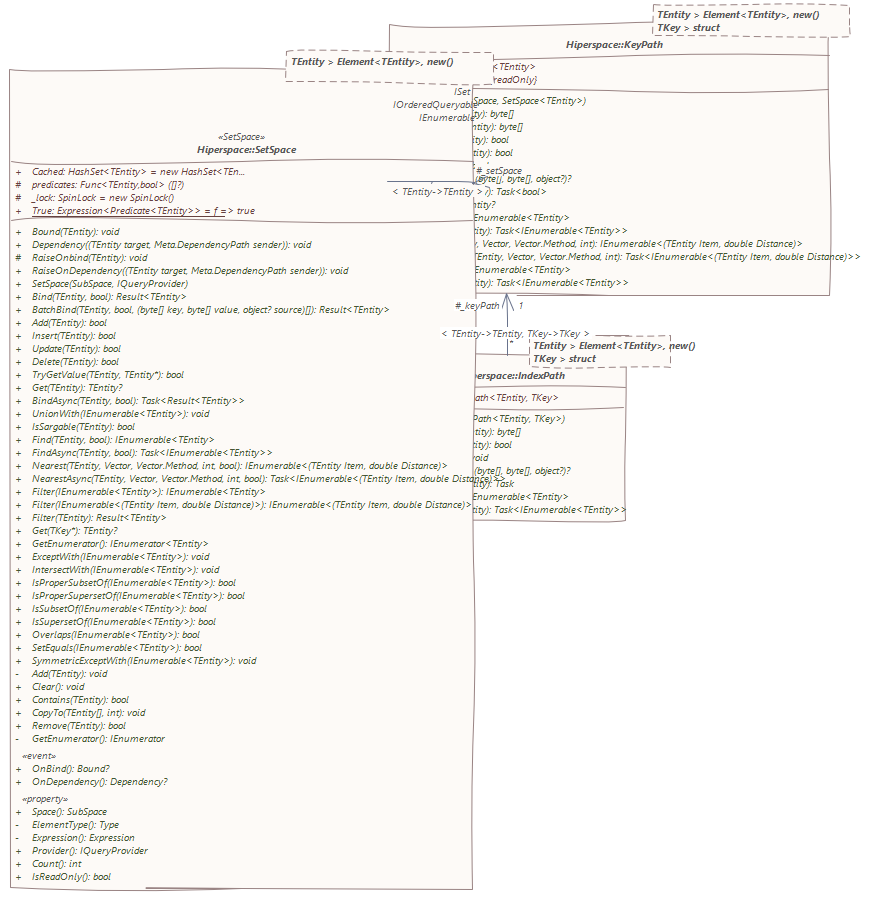 TEntity > Element<TEntity>, new()
TKey > struct
Hiperspace::KeyPath
<TEntity>
readOnly}
Space, SetSpace<TEntity>)
ty): byte[]
ntity): byte[]
tity): bool
tity): bool
(byte[], byte[], object?)?
): Task<bool>
ntity?
Enumerable<TEntity>
tity): Task<IEnumerable<TEntity>>
y, Vector, Vector.Method, int): IEnumerable<(TEntity Item, double Distance)>
TEntity, Vector, Vector.Method, int): Task<IEnumerable<(TEntity Item, double Distance)>>
Enumerable<TEntity>
tity): Task<IEnumerable<TEntity>>
TEntity > Element<TEntity>, new()
ISet
IOrderedQueryable
IEnumerable
«SetSpace»
Hiperspace::SetSpace
+ Cached: HashSet<TEntity> = new HashSet<TEn...
# predicates: Func<TEntity,bool> ([]?)
# _lock: SpinLock = new SpinLock()
+ True: Expression<Predicate<TEntity>> = f => true
+ Bound(TEntity): void
+ Dependency((TEntity target, Meta.DependencyPath sender)): void
# RaiseOnbind(TEntity): void
+ RaiseOnDependency((TEntity target, Meta.DependencyPath sender)): void
+ SetSpace(SubSpace, IQueryProvider)
+ Bind(TEntity, bool): Result<TEntity>
+ BatchBind(TEntity, bool, (byte[] key, byte[] value, object? source)[]): Result<TEntity>
+ Add(TEntity): bool
+ Insert(TEntity): bool
+ Update(TEntity): bool
+ Delete(TEntity): bool
+ TryGetValue(TEntity, TEntity*): bool
+ Get(TEntity): TEntity?
+ BindAsync(TEntity, bool): Task<Result<TEntity>>
+ UnionWith(IEnumerable<TEntity>): void
+ IsSargable(TEntity): bool
+ Find(TEntity, bool): IEnumerable<TEntity>
+ FindAsync(TEntity, bool): Task<IEnumerable<TEntity>>
+ Nearest(TEntity, Vector, Vector.Method, int, bool): IEnumerable<(TEntity Item, double Distance)>
+ NearestAsync(TEntity, Vector, Vector.Method, int, bool): Task<IEnumerable<(TEntity Item, double Distance)>>
+ Filter(IEnumerable<TEntity>): IEnumerable<TEntity>
+ Filter(IEnumerable<(TEntity Item, double Distance)>): IEnumerable<(TEntity Item, double Distance)>
+ Filter(TEntity): Result<TEntity>
+ Get(TKey*): TEntity?
+ GetEnumerator(): IEnumerator<TEntity>
+ ExceptWith(IEnumerable<TEntity>): void
+ IntersectWith(IEnumerable<TEntity>): void
+ IsProperSubsetOf(IEnumerable<TEntity>): bool
+ IsProperSupersetOf(IEnumerable<TEntity>): bool
+ IsSubsetOf(IEnumerable<TEntity>): bool
+ IsSupersetOf(IEnumerable<TEntity>): bool
+ Overlaps(IEnumerable<TEntity>): bool
+ SetEquals(IEnumerable<TEntity>): bool
+ SymmetricExceptWith(IEnumerable<TEntity>): void
- Add(TEntity): void
+ Clear(): void
+ Contains(TEntity): bool
+ CopyTo(TEntity[], int): void
+ Remove(TEntity): bool
- GetEnumerator(): IEnumerator
«event»
+ OnBind(): Bound?
+ OnDependency(): Dependency?
«property»
+ Space(): SubSpace
- ElementType(): Type
- Expression(): Expression
+ Provider(): IQueryProvider
+ Count(): int
+ IsReadOnly(): bool
#_setSpace
< TEntity->TEntity >
#_keyPath 1
< TEntity->TEntity, TKey->TKey >
*
TEntity > Element<TEntity>, new()
TKey > struct
erspace::IndexPath
ath<TEntity, TKey>
Path<TEntity, TKey>)
tity): byte[]
tity): bool
void
(byte[], byte[], object?)?
tity): Task
Enumerable<TEntity>
tity): Task<IEnumerable<TEntity>>